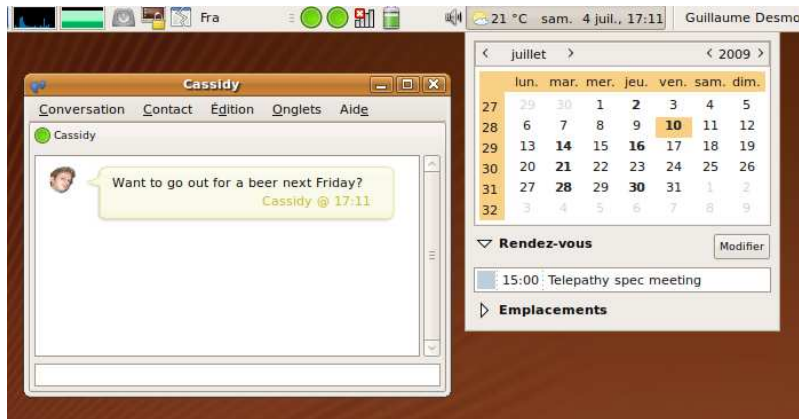 Fra
21 °C sam. 4 juil., 17:11
Guillaume Desmo
Cassidy
Conversation Contact Édition Onglets Aide
Cassidy
Want to go out for a beer next Friday?
Cassidy @ 17:11
juillet 2009
lun. mar. mer. jeu. ven. sam. dim.
27 29 30 1 2 3 4 5
28 6 7 8 9 10 11 12
29 13 14 15 16 17 18 19
30 20 21 22 23 24 25 26
31 27 28 29 30 31 1 2
32 3 4 5 6 7 8 9
Rendez-vous Modifier
15:00 Telepathy spec meeting
Emplacements